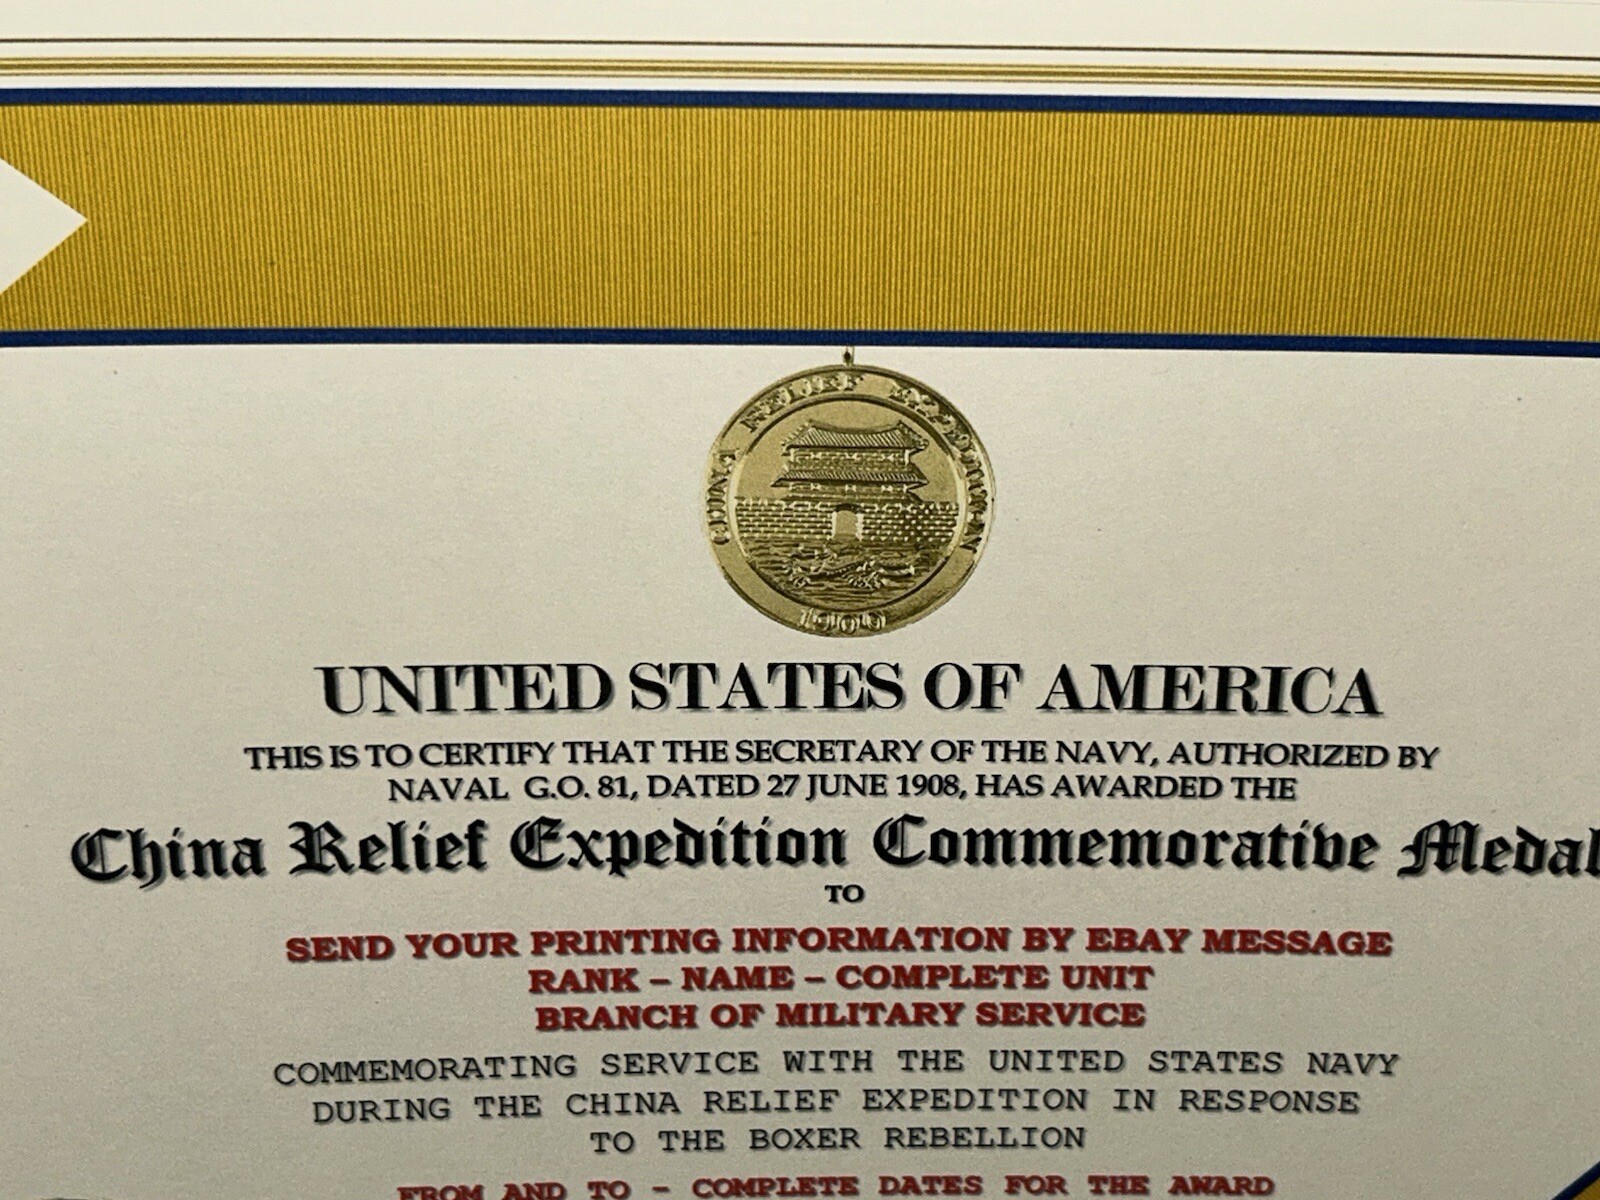 CHINA RELIEF EXPEDITION
1900
UNITED STATES OF AMERICA
THIS IS TO CERTIFY THAT THE SECRETARY OF THE NAVY, AUTHORIZED BY
NAVAL G.O. 81, DATED 27 JUNE 1908, HAS AWARDED THE
China Relief Expedition Commemorative Medal
TO
SEND YOUR PRINTING INFORMATION BY EBAY MESSAGE
RANK – NAME – COMPLETE UNIT
BRANCH OF MILITARY SERVICE
COMMEMORATING SERVICE WITH THE UNITED STATES NAVY
DURING THE CHINA RELIEF EXPEDITION IN RESPONSE
TO THE BOXER REBELLION
FROM AND TO – COMPLETE DATES FOR THE AWARD